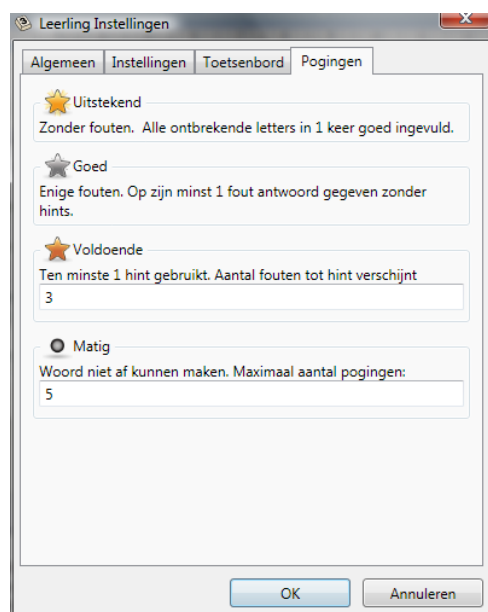 Leerling Instellingen
Algemeen Instellingen Toetsenbord Pogingen
Uitstekend
Zonder fouten. Alle ontbrekende letters in 1 keer goed ingevuld.
Goed
Enige fouten. Op zijn minst 1 fout antwoord gegeven zonder
hints.
Voldoende
Ten minste 1 hint gebruikt. Aantal fouten tot hint verschijnt
3
Matig
Woord niet af kunnen maken. Maximaal aantal pogingen:
5
OK Annuleren